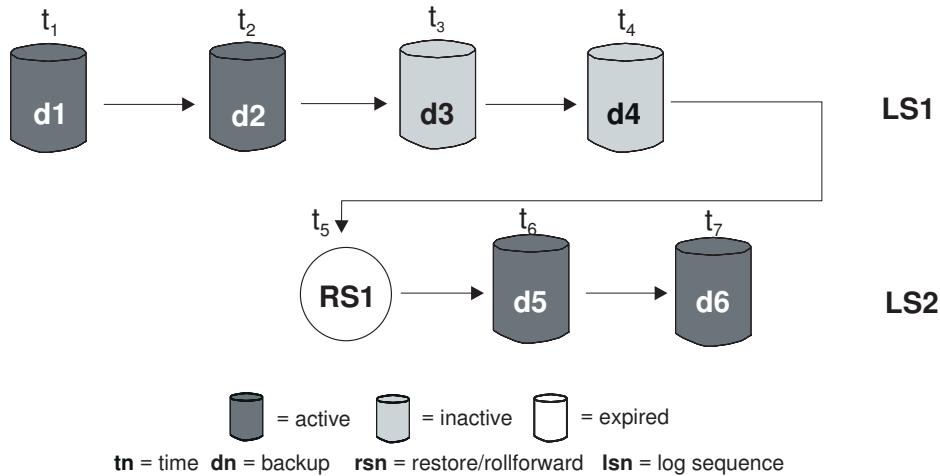 t1 t2 t3 t4
d1 d2 d3 d4 LS1
t5 t6 t7
RS1 d5 d6 LS2
= active = inactive = expired
tn = time dn = backup rsn = restore/rollforward lsn = log sequence